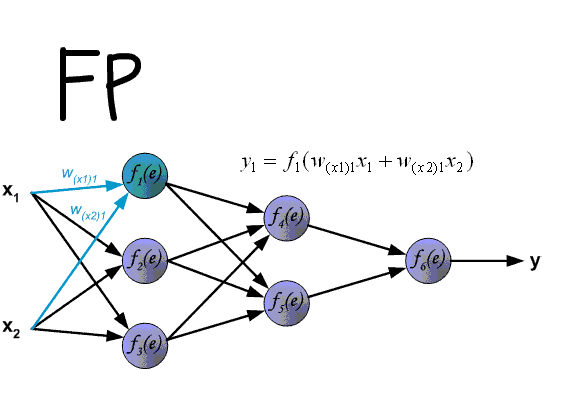 FP
y₁ = f₁(w₍ₓ₁₎₁x₁ + w₍ₓ₂₎₁x₂)
w₍ₓ₁₎₁
f₁(e)
x₁
w₍ₓ₂₎₁
f₄(e)
f₂(e)
f₆(e)
y
f₅(e)
x₂
f₃(e)